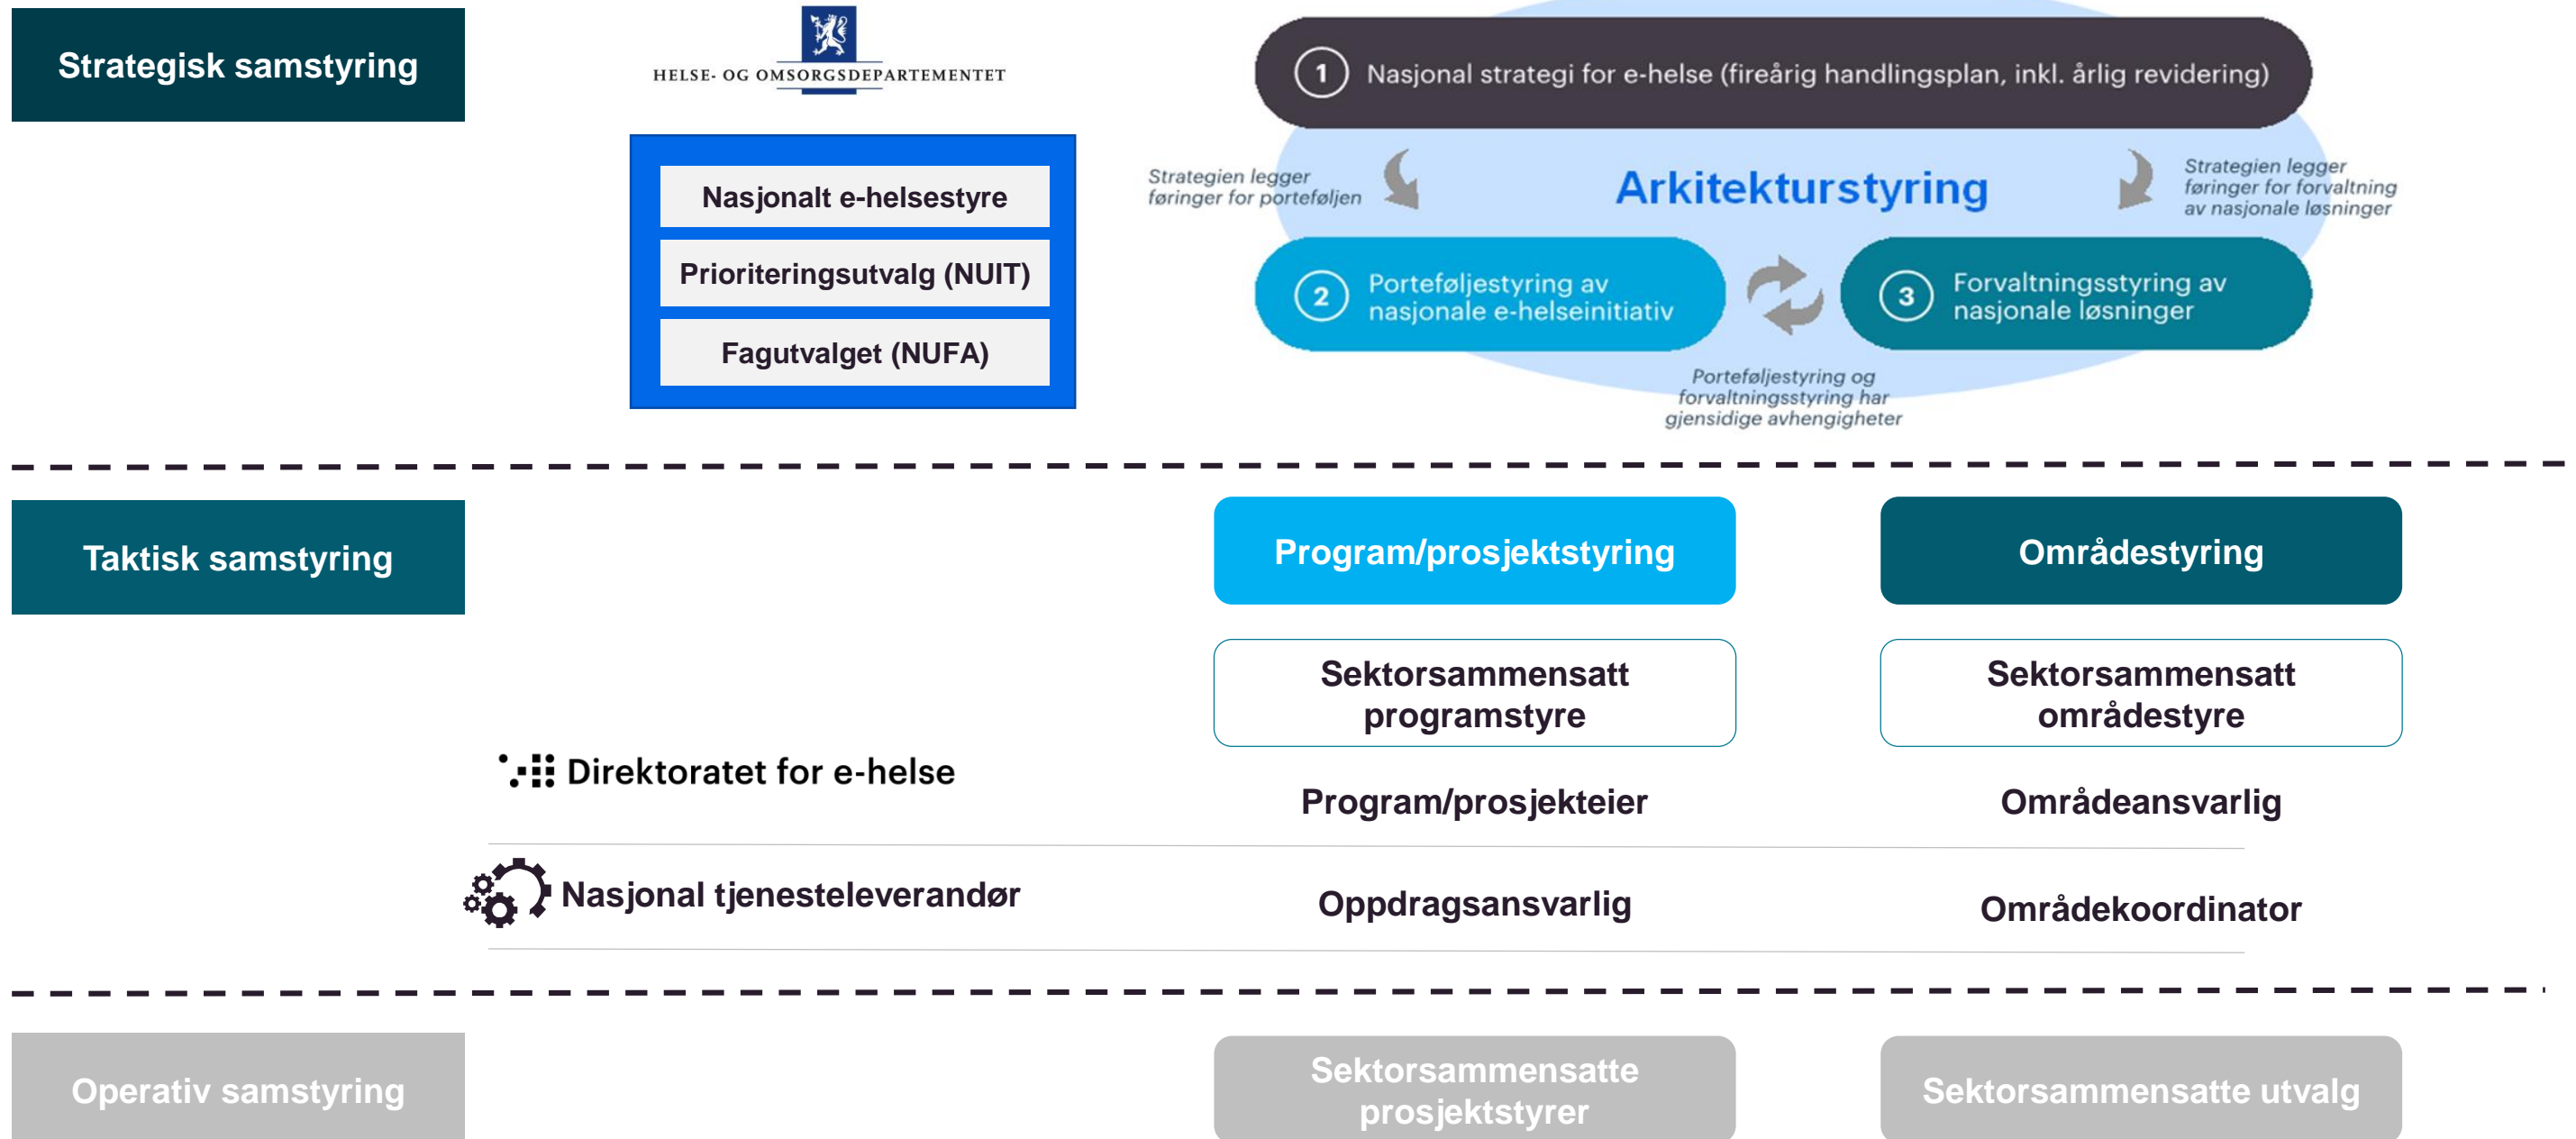 Strategisk samstyring
HELSE- OG OMSORGSDEPARTEMENTET
Nasjonalt e-helsestyre
Prioriteringsutvalg (NUIT)
Fagutvalget (NUFA)
1 Nasjonal strategi for e-helse (fireårig handlingsplan, inkl. årlig revidering)
Strategien legger
føringer for porteføljen
Arkitekturstyring
Strategien legger
føringer for forvaltning
av nasjonale løsninger
2 Porteføljestyring av
nasjonale e-helseinitiativ
3 Forvaltningsstyring av
nasjonale løsninger
Porteføljestyring og
forvaltningsstyring har
gjensidige avhengigheter
Taktisk samstyring
Program/prosjektstyring
Områdestyring
Sektorsammensatt
programstyre
Sektorsammensatt
områdestyre
Direktoratet for e-helse
Program/prosjekteier
Områdeansvarlig
Nasjonal tjenesteleverandør
Oppdragsansvarlig
Områdekoordinator
Operativ samstyring
Sektorsammensatte
prosjektstyrer
Sektorsammensatte utvalg